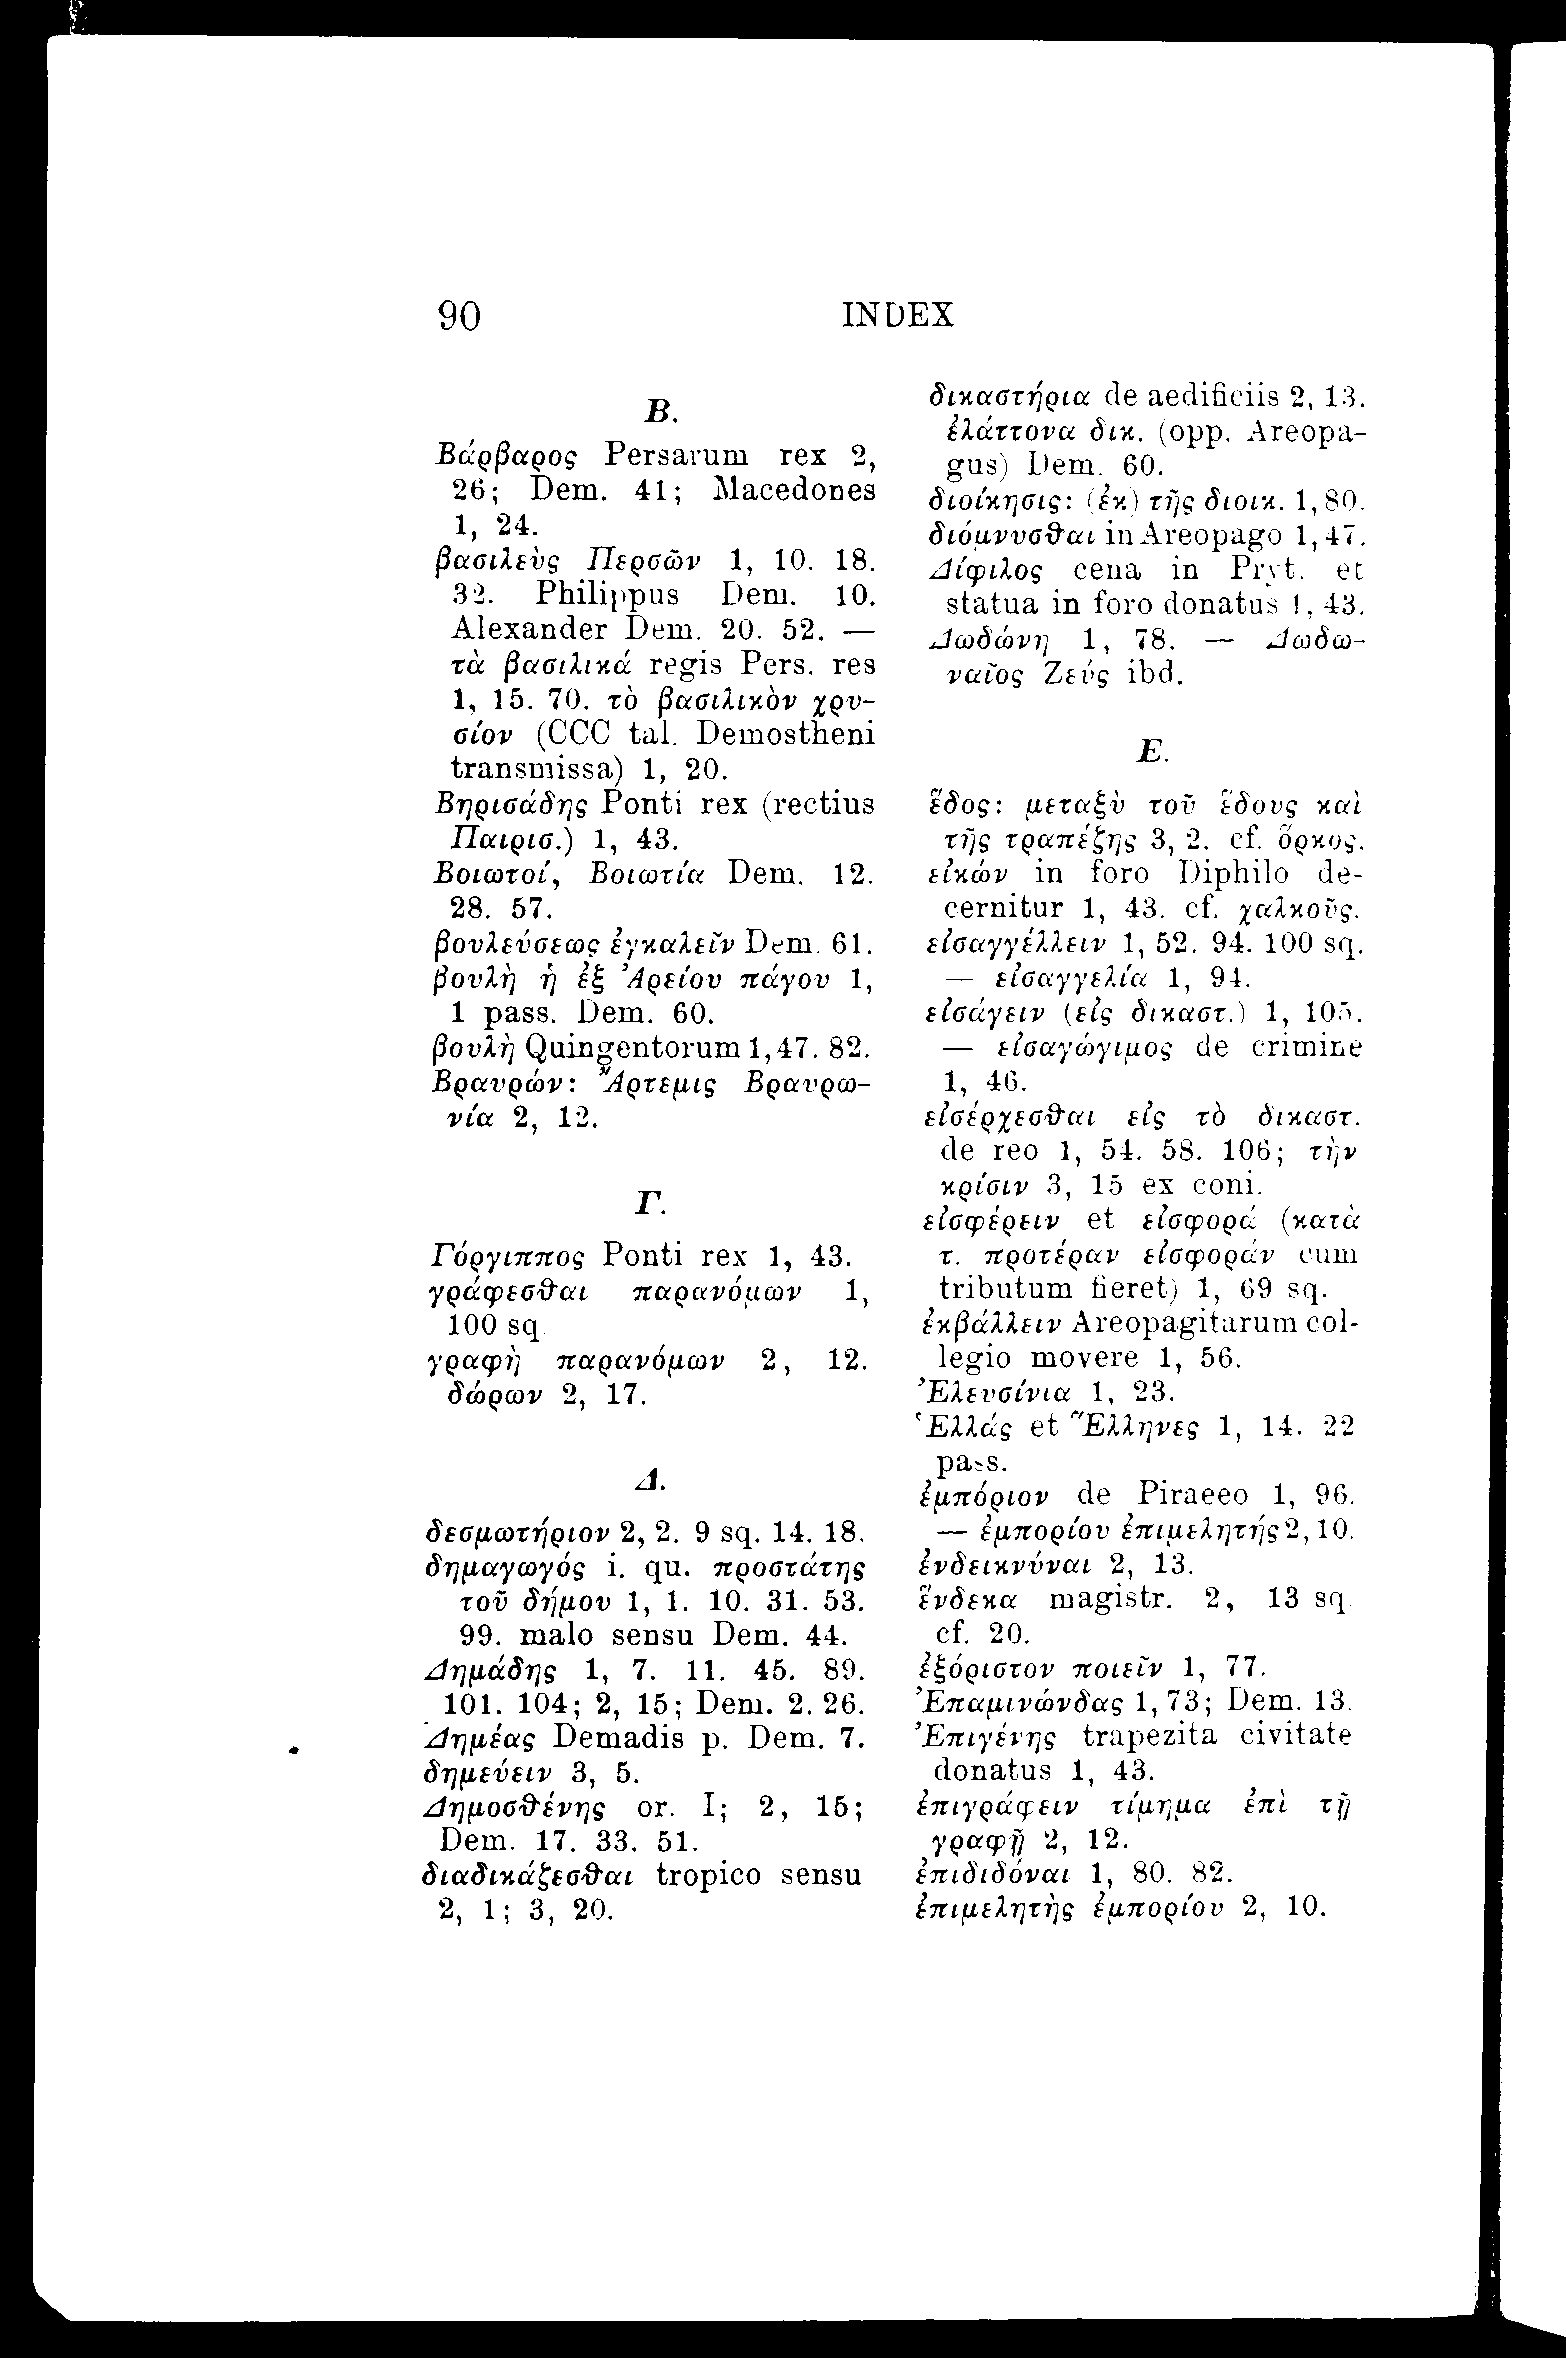 90
INDEX
Β.
Βάρβαρος Persarum rex 2,
26; Dem. 41; Macedones
1, 24.
βασιλεὺς Περσῶν 1, 10. 18.
32. Philippus Dem. 10.
Alexander Dem. 20. 52. —
τὰ βασιλικά regis Pers. res
1, 15. 70. τὸ βασιλικὸν χρυ-
σίον (CCC tal. Demostheni
transmissa) 1, 20.
Βηρισάδης Ponti rex (rectius
Παιρισ.) 1, 43.
Βοιωτοί, Βοιωτία Dem. 12.
28. 57.
βουλεύσεως ἐγκαλεῖν Dem. 61.
βουλὴ ἡ ἐξ Ἀρείου πάγου 1,
1 pass. Dem. 60.
βουλὴ Quingentorum 1, 47. 82.
Βραυρών: Ἄρτεμις Βραυρω-
νία 2, 12.
Γ.
Γόργιππος Ponti rex 1, 43.
γράφεσθαι παρανόμων 1,
100 sq
γραφὴ παρανόμων 2, 12.
δώρων 2, 17.
Δ.
δεσμωτήριον 2, 2. 9 sq. 14. 18.
δημαγωγός i. qu. προστάτης
τοῦ δήμου 1, 1. 10. 31. 53.
99. malo sensu Dem. 44.
Δημάδης 1, 7. 11. 45. 89.
101. 104; 2, 15; Dem. 2. 26.
Δημέας Demadis p. Dem. 7.
δημεύειν 3, 5.
Δημοσθένης or. I; 2, 15;
Dem. 17. 33. 51.
διαδικάζεσθαι tropico sensu
2, 1; 3, 20.
δικαστήρια de aedificiis 2, 13.
ἐλάττονα δικ. (opp. Areopa-
gus) Dem. 60.
διοίκησις: (ἐκ) τῆς διοικ. 1, 80.
διόμνυσθαι in Areopago 1, 47.
Δίφιλος cena in Pryt. et
statua in foro donatus 1, 43.
Δωδώνη 1, 78. — Δωδω-
ναῖος Ζεύς ibd.
Ε.
ἕδος: μεταξὺ τοῦ ἕδους καὶ
τῆς τραπέζης 3, 2. cf. ὅρκος.
εἰκών in foro Diphilo de-
cernitur 1, 43. cf. χαλκοῦς.
εἰσαγγέλλειν 1, 52. 94. 100 sq.
— εἰσαγγελία 1, 94.
εἰσάγειν (εἰς δικαστ.) 1, 105.
— εἰσαγώγιμος de crimine
1, 46.
εἰσέρχεσθαι εἰς τὸ δικαστ.
de reo 1, 54. 58. 106; τὴν
κρίσιν 3, 15 ex coni.
εἰσφέρειν et εἰσφορά (κατὰ
τ. προτέραν εἰσφοράν cum
tributum fieret) 1, 69 sq.
ἐκβάλλειν Areopagitarum col-
legio movere 1, 56.
Ἐλευσίνια 1, 23.
Ἑλλάς et Ἕλληνες 1, 14. 22
pass.
ἐμπόριον de Piraeeo 1, 96.
— ἐμπορίου ἐπιμελητής 2, 10.
ἐνδεικνύναι 2, 13.
ἕνδεκα magistr. 2, 13 sq
cf. 20.
ἐξόριστον ποιεῖν 1, 77.
Ἐπαμινώνδας 1, 73; Dem. 13.
Ἐπιγένης trapezita civitate
donatus 1, 43.
ἐπιγράφειν τίμημα ἐπὶ τῇ
γραφῇ 2, 12.
ἐπιδιδόναι 1, 80. 82.
ἐπιμελητὴς ἐμπορίου 2, 10.